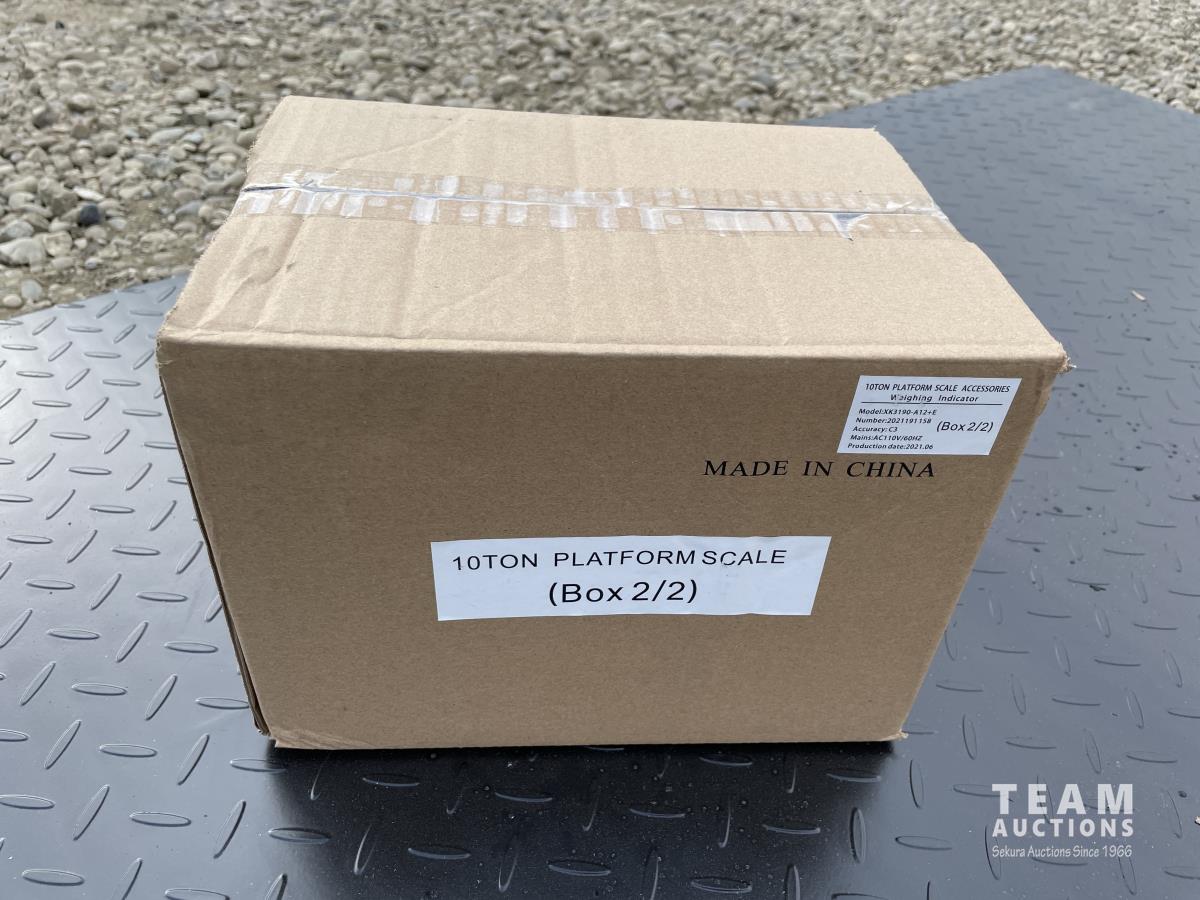 10TON PLATFORM SCALE ACCESSORIES
Weighing Indicator
Model:XK3190-A12+E
Number:2021191158
(Box 2/2)
Accuracy:C3
Mains:AC110V/60HZ
Production date:2021.06
MADE IN CHINA
10TON PLATFORM SCALE
(Box 2/2)
TEAM
AUCTIONS
Sekura Auctions Since 1966